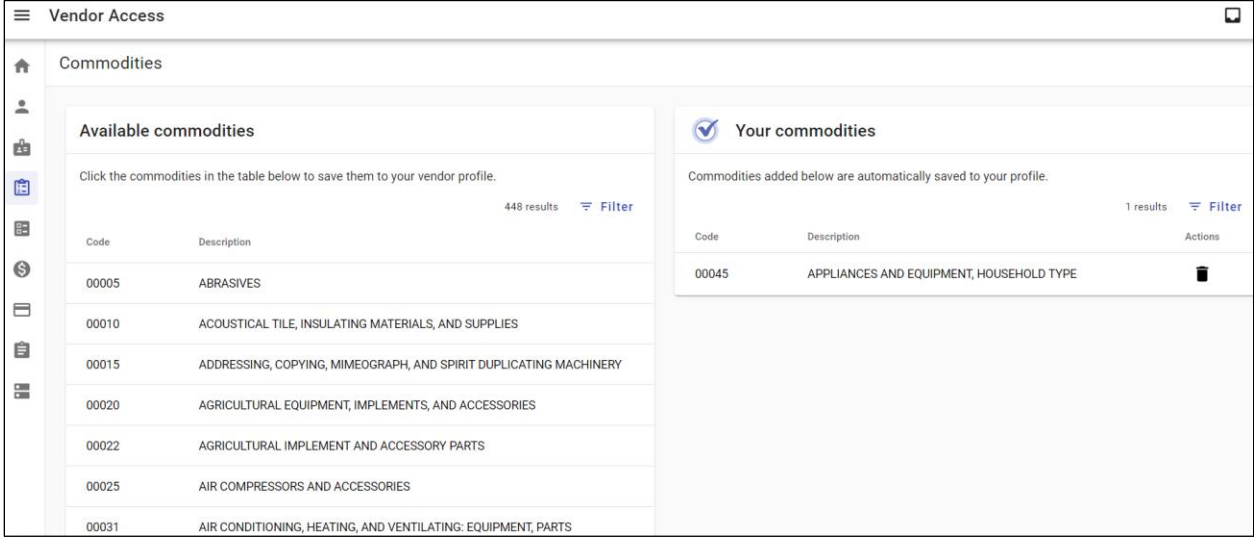 Vendor Access
Commodities
Available commodities
Click the commodities in the table below to save them to your vendor profile.
448 results Filter
Code Description
00005 ABRASIVES
00010 ACOUSTICAL TILE, INSULATING MATERIALS, AND SUPPLIES
00015 ADDRESSING, COPYING, MIMEOGRAPH, AND SPIRIT DUPLICATING MACHINERY
00020 AGRICULTURAL EQUIPMENT, IMPLEMENTS, AND ACCESSORIES
00022 AGRICULTURAL IMPLEMENT AND ACCESSORY PARTS
00025 AIR COMPRESSORS AND ACCESSORIES
00031 AIR CONDITIONING, HEATING, AND VENTILATING: EQUIPMENT, PARTS
Your commodities
Commodities added below are automatically saved to your profile.
1 results Filter
Code Description Actions
00045 APPLIANCES AND EQUIPMENT, HOUSEHOLD TYPE